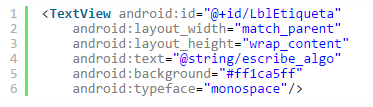 1 <TextView android:id="@+id/LblEtiqueta"
2 android:layout_width="match_parent"
3 android:layout_height="wrap_content"
4 android:text="@string/escribe_algo"
5 android:background="#ff1ca5ff"
6 android:typeface="monospace"/>